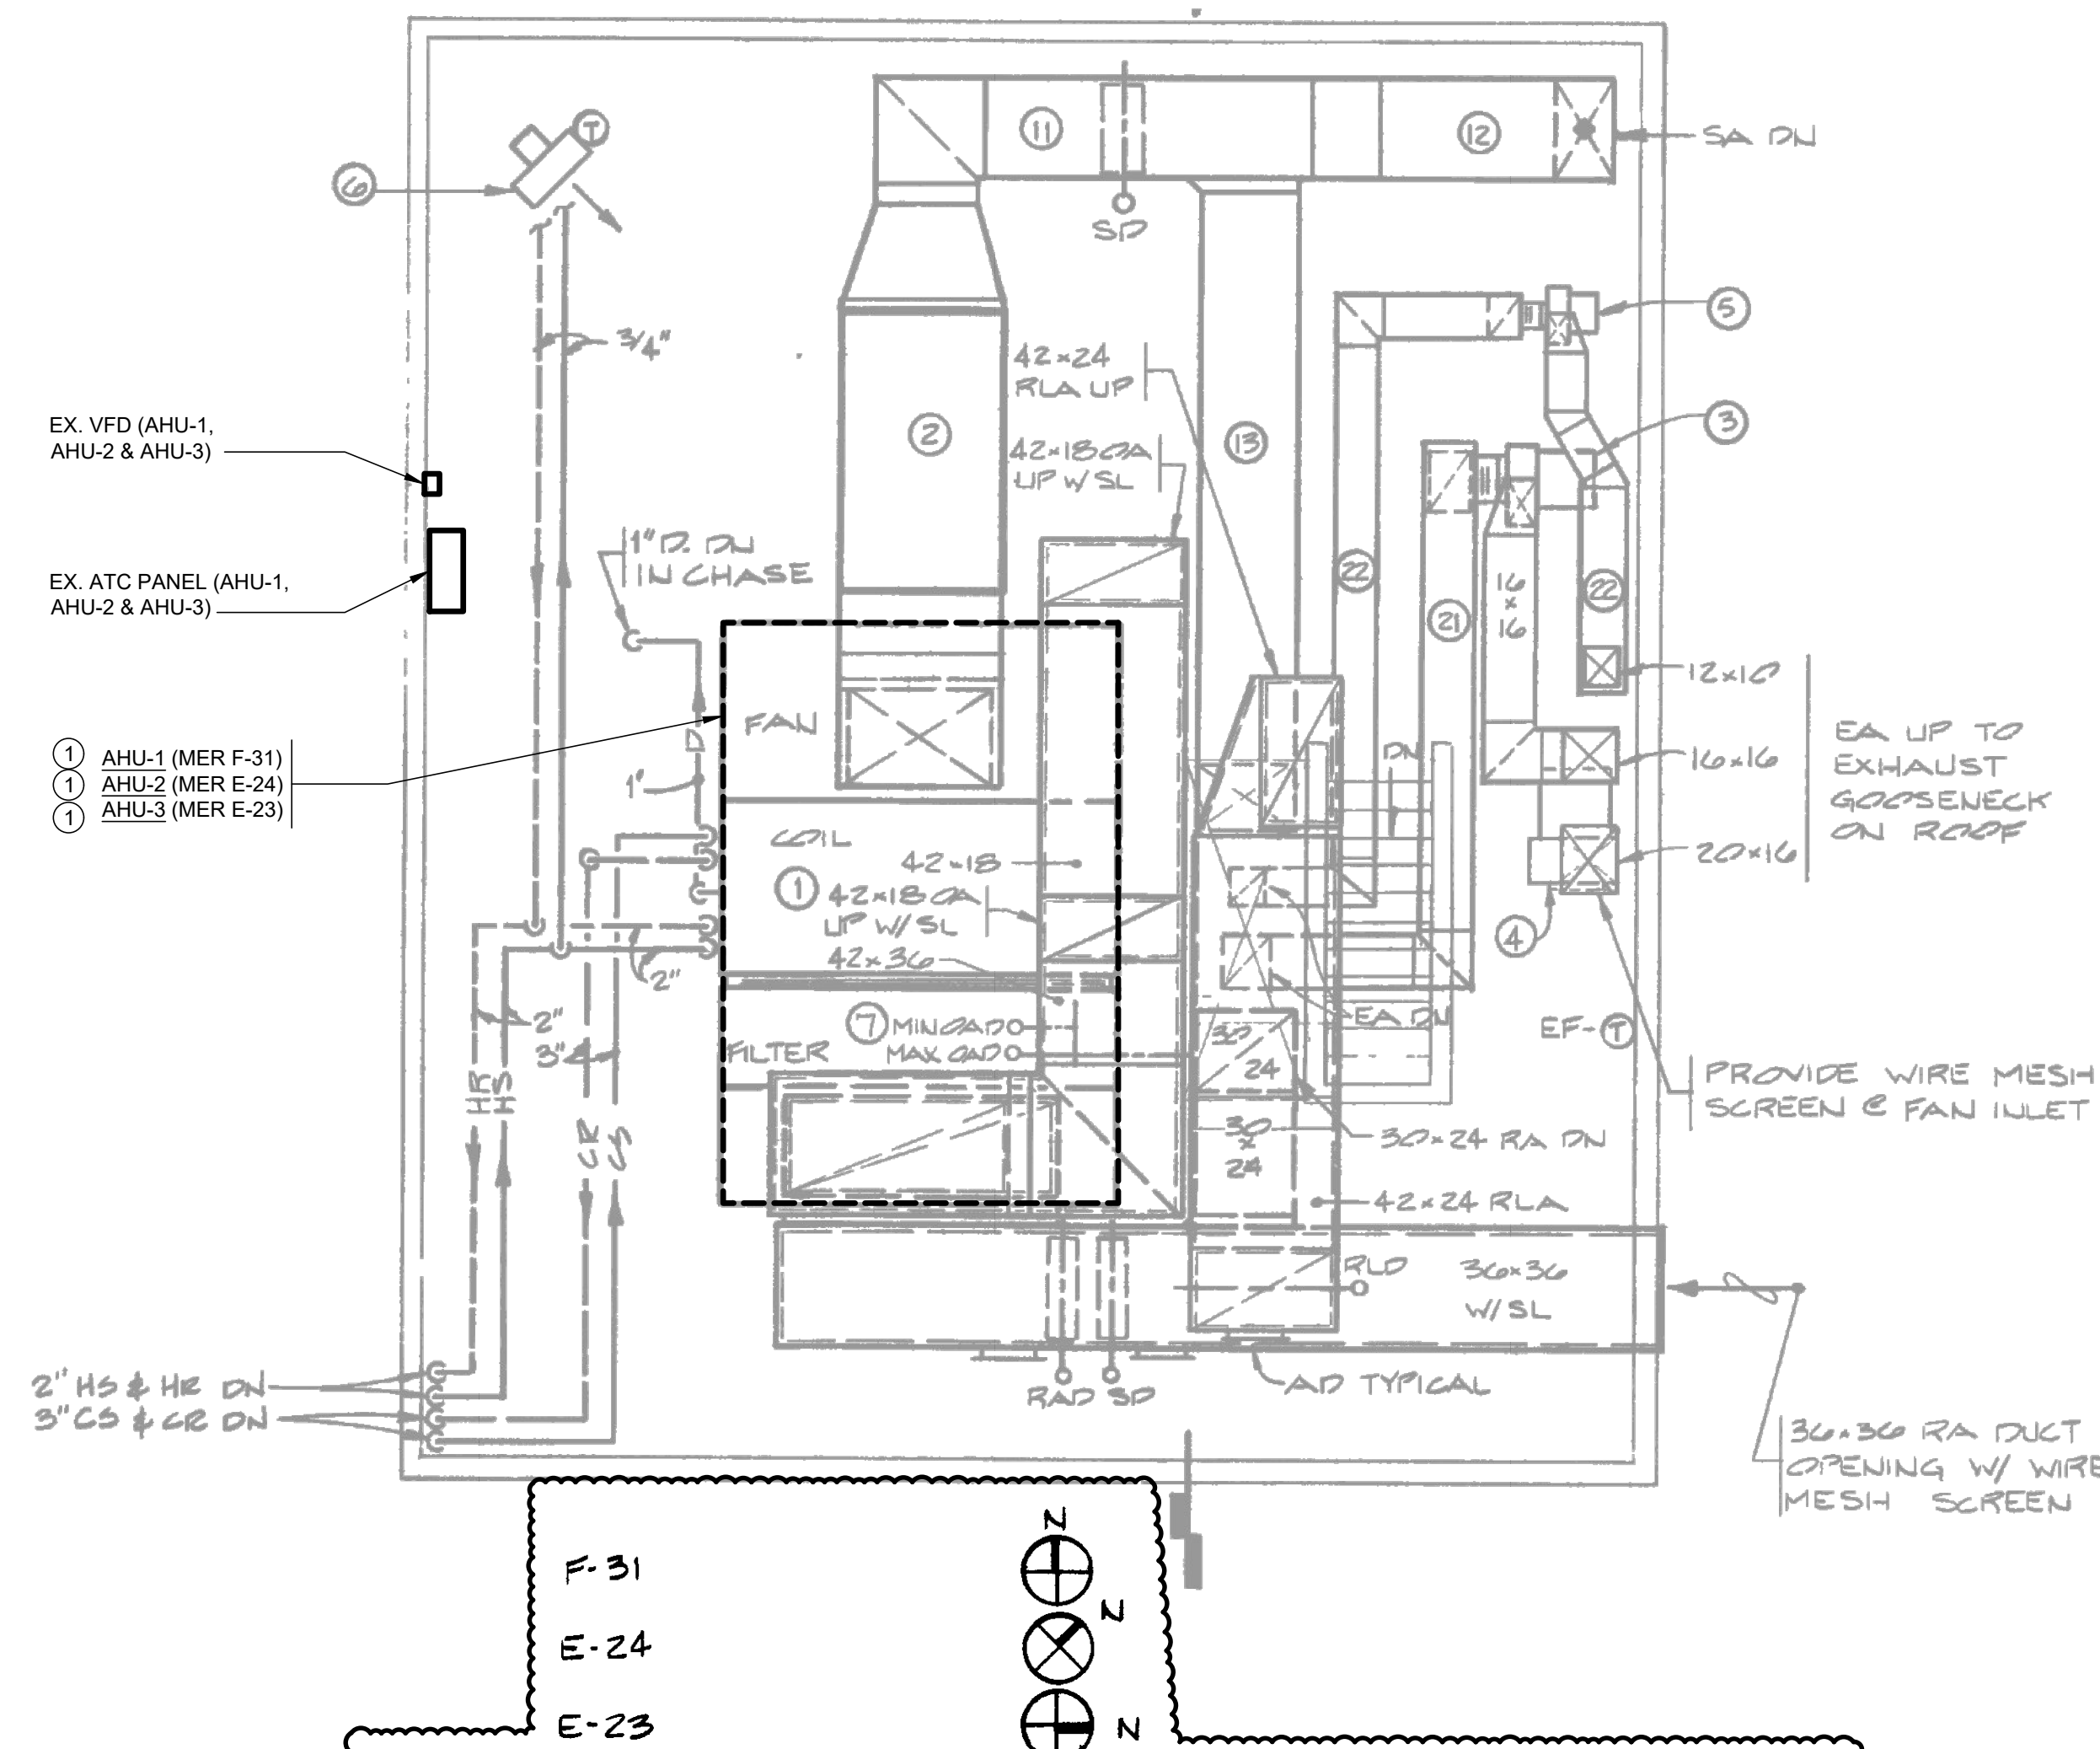 11
12
SA DN
T
6
SP
3/4"
5
42×24
RLA UP
3
EX. VFD (AHU-1,
AHU-2 & AHU-3)
2
13
42×18 OA
UP W/ SL
1" D. DN
IN CHASE
EX. ATC PANEL (AHU-1,
AHU-2 & AHU-3)
22
16
×
16
22
21
12×10
FAN
D
DN
EA UP TO
EXHAUST
GOOSENECK
ON ROOF
16×16
1 AHU-1 (MER F-31)
1 AHU-2 (MER E-24)
1 AHU-3 (MER E-23)
1"
COIL
42×18
20×16
1
42×18 OA
UP W/ SL
4
42×36
2"
7 MIN OAD
MAX OAD
EA DN
EF-T
2"
3"
FILTER
30
24
PROVIDE WIRE MESH
SCREEN @ FAN INLET
HR
HS
CR
CS
30
×
24
30×24 RA DN
42×24 RLA
RLD
36×36
W/ SL
2" HS & HR DN
3" CS & CR DN
RAD SD
AD TYPICAL
36×36 RA DUCT
OPENING W/ WIRE
MESH SCREEN
N
F-31
N
E-24
E-23
N